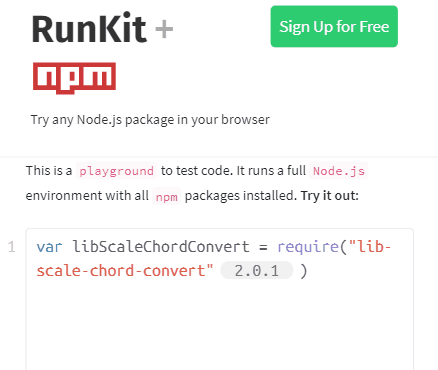 RunKit +
Sign Up for Free
npm
Try any Node.js package in your browser
This is a playground to test code. It runs a full Node.js
environment with all npm packages installed. Try it out:
1 var libScaleChordConvert = require("lib-
scale-chord-convert" 2.0.1 )